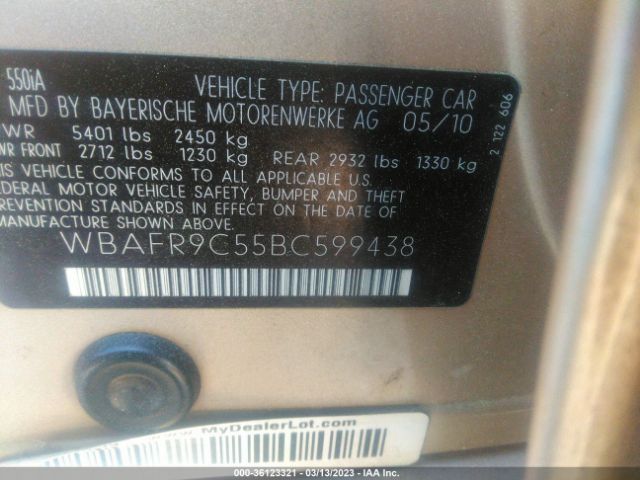 550iA
VEHICLE TYPE: PASSENGER CAR
MFD BY BAYERISCHE MOTORENWERKE AG 05/10
VWR 5401 lbs 2450 kg
WR FRONT 2712 lbs 1230 kg REAR 2932 lbs 1330 kg
IS VEHICLE CONFORMS TO ALL APPLICABLE U.S.
EDERAL MOTOR VEHICLE SAFETY, BUMPER AND THEFT
PREVENTION STANDARDS IN EFFECT ON THE DATE OF
MANUFACTURE SHOWN ABOVE.
WBAFR9C55BC599438
2 122 606
MyDealerLot.com
000-36123321 | 03/13/2023 | IAA Inc.